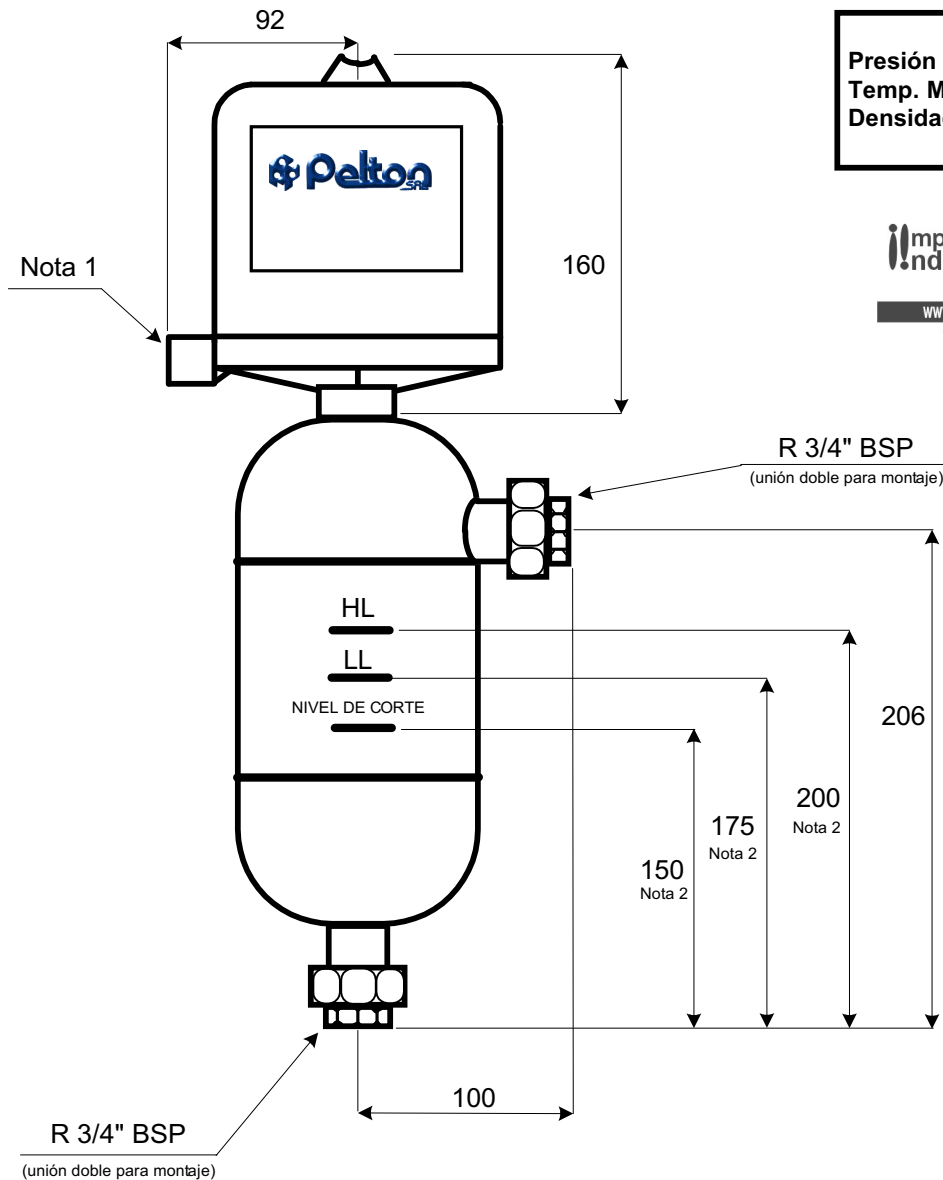 92
Presión
Temp. M
Densida
Pelton
SRL
160
Nota 1
R 3/4" BSP
(unión doble para montaje)
HL
LL
NIVEL DE CORTE
206
200
Nota 2
175
Nota 2
150
Nota 2
100
R 3/4" BSP
(unión doble para montaje)